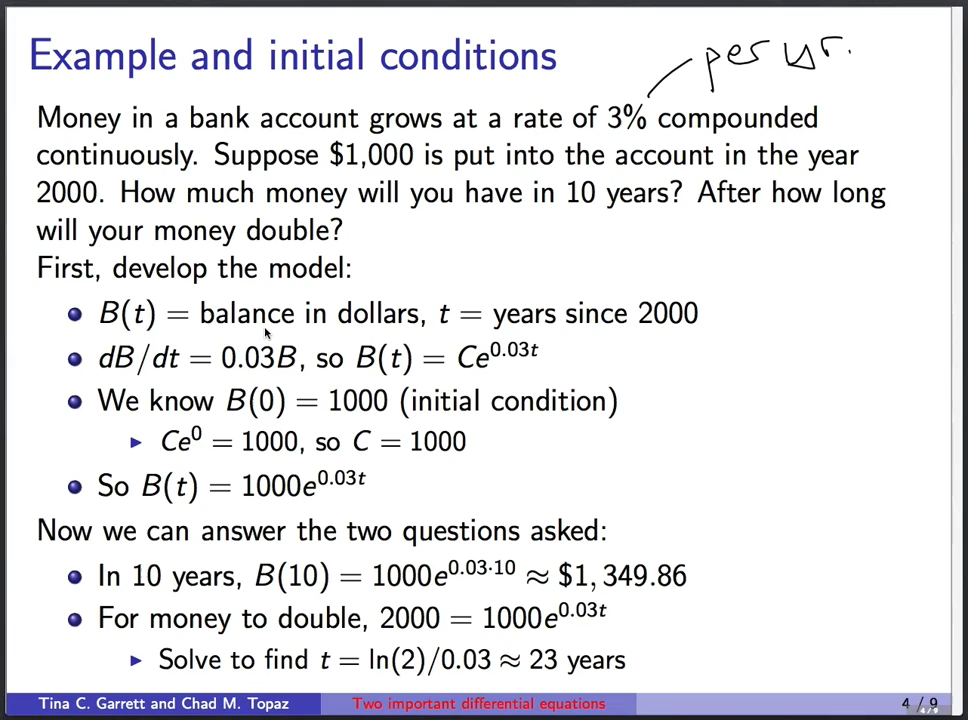 Example and initial conditions
per yr.
Money in a bank account grows at a rate of 3% compounded
continuously. Suppose $1,000 is put into the account in the year
2000. How much money will you have in 10 years? After how long
will your money double?
First, develop the model:
B(t) = balance in dollars, t = years since 2000
dB/dt = 0.03B, so B(t) = Ce^{0.03t}
We know B(0) = 1000 (initial condition)
Ce^0 = 1000, so C = 1000
So B(t) = 1000e^{0.03t}
Now we can answer the two questions asked:
In 10 years, B(10) = 1000e^{0.03·10} ≈ $1,349.86
For money to double, 2000 = 1000e^{0.03t}
Solve to find t = ln(2)/0.03 ≈ 23 years
Tina C. Garrett and Chad M. Topaz Two important differential equations 4 / 9
4 / 9